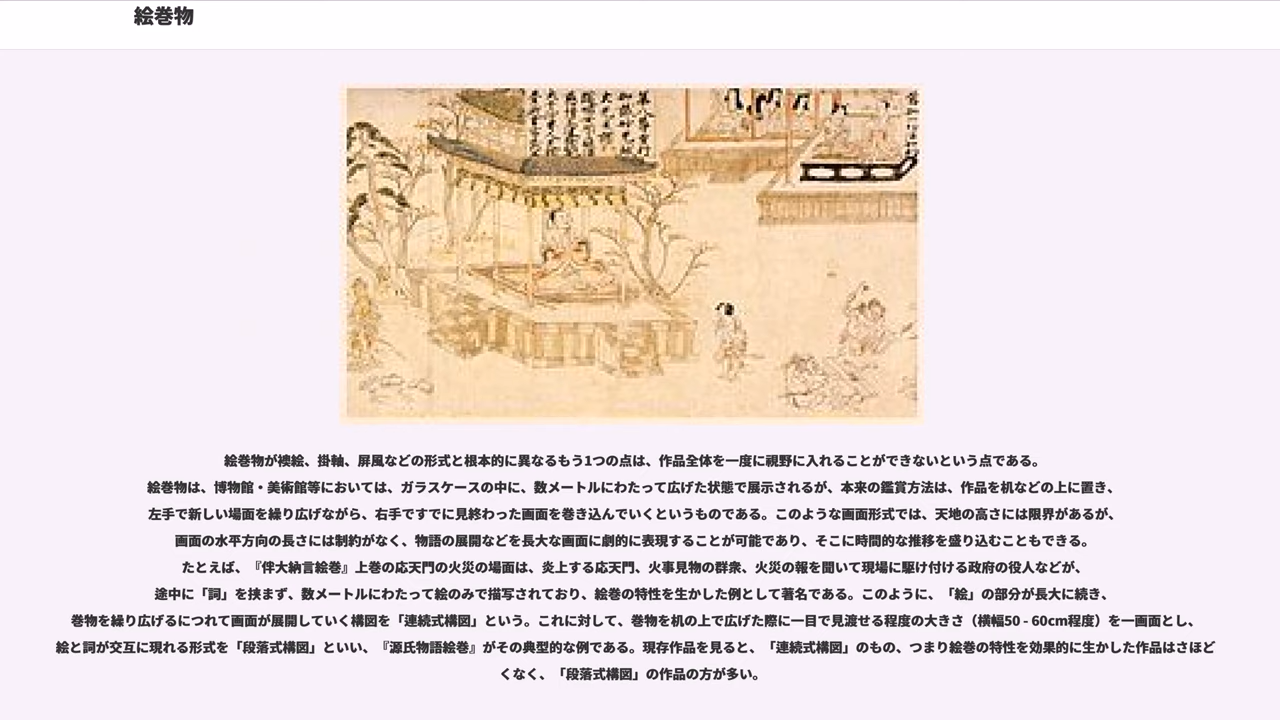 絵巻物
絵巻物が襖絵、掛軸、屏風などの形式と根本的に異なるもう1つの点は、作品全体を一度に視野に入れることができないという点である。
絵巻物は、博物館・美術館等においては、ガラスケースの中に、数メートルにわたって広げた状態で展示されるが、本来の鑑賞方法は、作品を机などの上に置き、
左手で新しい場面を繰り広げながら、右手ですでに見終わった画面を巻き込んでいくというものである。このような画面形式では、天地の高さには限界があるが、
画面の水平方向の長さには制約がなく、物語の展開などを長大な画面に劇的に表現することが可能であり、そこに時間的な推移を盛り込むこともできる。
たとえば、『伴大納言絵巻』上巻の応天門の火災の場面は、炎上する応天門、火事見物の群衆、火災の報を聞いて現場に駆け付ける政府の役人などが、
途中に「詞」を挟まず、数メートルにわたって絵のみで描写されており、絵巻の特性を生かした例として著名である。このように、「絵」の部分が長大に続き、
巻物を繰り広げるにつれて画面が展開していく構図を「連続式構図」という。これに対して、巻物を机の上で広げた際に一目で見渡せる程度の大きさ（横幅50 - 60cm程度）を一画面とし、
絵と詞が交互に現れる形式を「段落式構図」といい、『源氏物語絵巻』がその典型的な例である。現存作品を見ると、「連続式構図」のもの、つまり絵巻の特性を効果的に生かした作品はさほど
くなく、「段落式構図」の作品の方が多い。